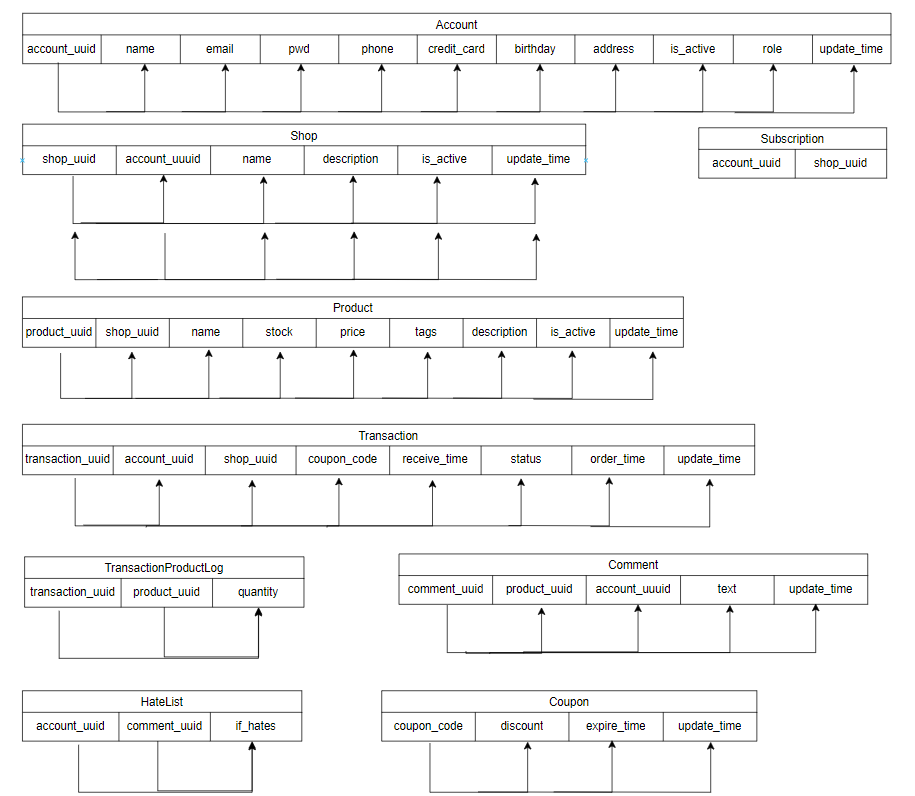 Account
account_uuid name email pwd phone credit_card birthday address is_active role update_time
Shop
shop_uuid account_uuuid name description is_active update_time
Subscription
account_uuid shop_uuid
Product
product_uuid shop_uuid name stock price tags description is_active update_time
Transaction
transaction_uuid account_uuid shop_uuid coupon_code receive_time status order_time update_time
TransactionProductLog
transaction_uuid product_uuid quantity
Comment
comment_uuid product_uuid account_uuuid text update_time
HateList
account_uuid comment_uuid if_hates
Coupon
coupon_code discount expire_time update_time